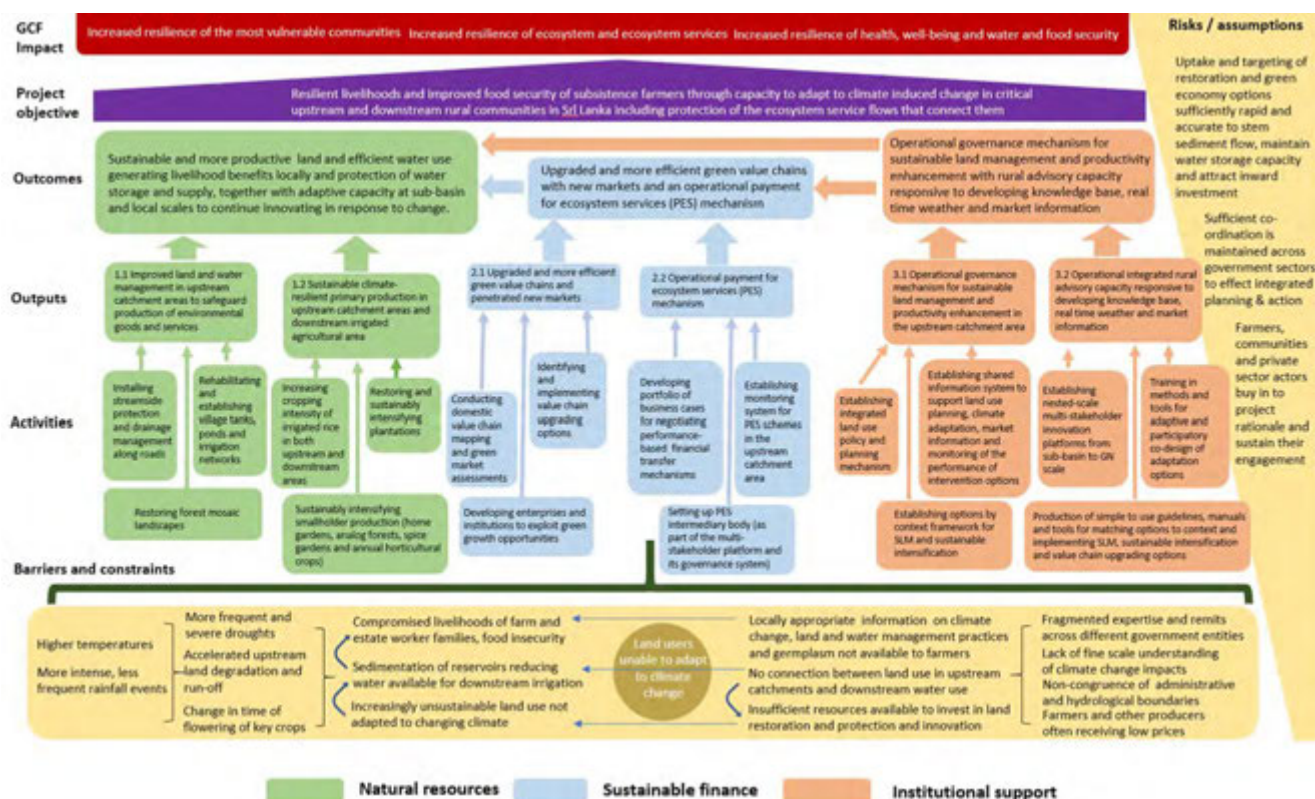 GCF
Impact
Increased resilience of the most vulnerable communities Increased resilience of ecosystem and ecosystem services Increased resilience of health, well-being and water and food security
Risks / assumptions
Uptake and targeting of
restoration and green
economy options
sufficiently rapid and
accurate to stem
sediment flow, maintain
water storage capacity
and attract inward
investment
Sufficient co-
ordination is
maintained across
government sector
to effect integrated
planning & action
Farmers,
communities
and private
sector actors
buy in to
project
rationale and
sustain their
engagement
Project
objective
Resilient livelihoods and improved food security of subsistence farmers through capacity to adapt to climate induced change in critical
upstream and downstream rural communities in Sri Lanka including protection of the ecosystem service flows that connect them
Outcomes
Sustainable and more productive land and efficient water use
generating livelihood benefits locally and protection of water
storage and supply, together with adaptive capacity at sub-basin
and local scales to continue innovating in response to change.
Upgraded and more efficient green value chains
with new markets and an operational payment
for ecosystem services (PES) mechanism
Operational governance mechanism for
sustainable land management and productivity
enhancement with rural advisory capacity
responsive to developing knowledge base, real
time weather and market information
Outputs
1.1 Improved land and water
management in upstream
catchment areas to safeguard
production of environmental
goods and services
1.2 Sustainable climate-
resilient primary production in
upstream catchment areas and
downstream irrigated
agricultural area
2.1 Upgraded and more efficient
green value chains and
penetrated new markets
2.2 Operational payment for
ecosystem services (PES)
mechanism
3.1 Operational governance
mechanism for sustainable
land management and
productivity enhancement
in the upstream catchment area
3.2 Operational integrated rural
advisory capacity responsive to
developing knowledge base,
real time weather and market
information
Activities
Installing
streamside
protection
and drainage
management
along roads
Rehabilitating
and
establishing
village tanks,
ponds and
irrigation
networks
Increasing
cropping
intensity of
irrigated rice in both
upstream and
downstream
areas
Restoring and
sustainably
intensifying
plantations
Conducting
domestic
value chain
mapping
and green
market
assessments
Identifying
and
implementing
value chain
upgrading
options
Developing
portfolio of
business cases
for negotiating
performance-
based financial
transfer
mechanisms
Establishing
monitoring
system for
PES schemes
in the
upstream
catchment
area
Establishing
integrated
land use
policy and
planning
mechanism
Establishing shared
information system to
support land use
planning, climate
adaptation, market
information and
monitoring of the
performance of
intervention options
Establishing
nested-scale
multi-stakeholder
innovation
platforms from
sub-basin to GN
scale
Training in
methods and
tools for
adaptive and
participatory
co-design of
adaptation
options
Restoring forest mosaic
landscapes
Sustainably intensifying
smallholder production (home
gardens, analog forests, spice
gardens and annual horticultural
crops)
Developing enterprises and
institutions to exploit green
growth opportunities
Setting up PES
intermediary body (as
part of the multi-
stakeholder platform and
its governance system)
Establishing options by
context framework for
SLM and sustainable
intensification
Production of simple to use guidelines, manuals
and tools for matching options to context and
implementing SLM, sustainable intensification
and value chain upgrading options
Barriers and constraints
Higher temperatures
More intense, less
frequent rainfall events
More frequent and
severe droughts
Accelerated upstream
land degradation and
run-off
Change in time of
flowering of key crops
Compromised livelihoods of farm and
estate worker families, food insecurity
Sedimentation of reservoirs reducing
water available for downstream irrigation
Increasingly unsustainable land use not
adapted to changing climate
Land users
unable to adapt
to climate
change
Locally appropriate information on climate
change, land and water management practices
and germplasm not available to farmers
No connection between land use in upstream
catchments and downstream water use
Insufficient resources available to invest in land
restoration and protection and innovation
Fragmented expertise and remits
across different government entities
Lack of fine scale understanding
of climate change impacts
Non-congruence of administrative
and hydrological boundaries
Farmers and other producers
often receiving low prices
Natural resources
Sustainable finance
Institutional support